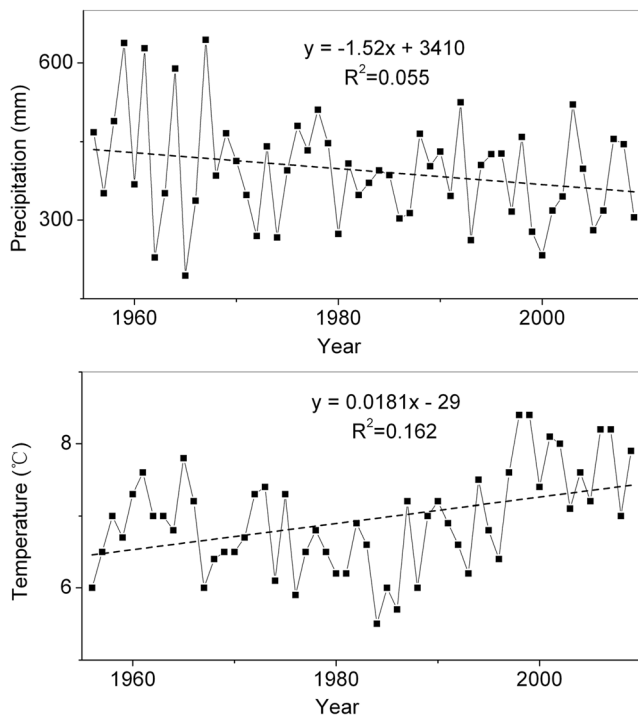 y = -1.52x + 3410
R²=0.055
600
300
Precipitation (mm)
1960 1980 2000
Year
y = 0.0181x - 29
R²=0.162
8
6
Temperature (℃)
1960 1980 2000
Year